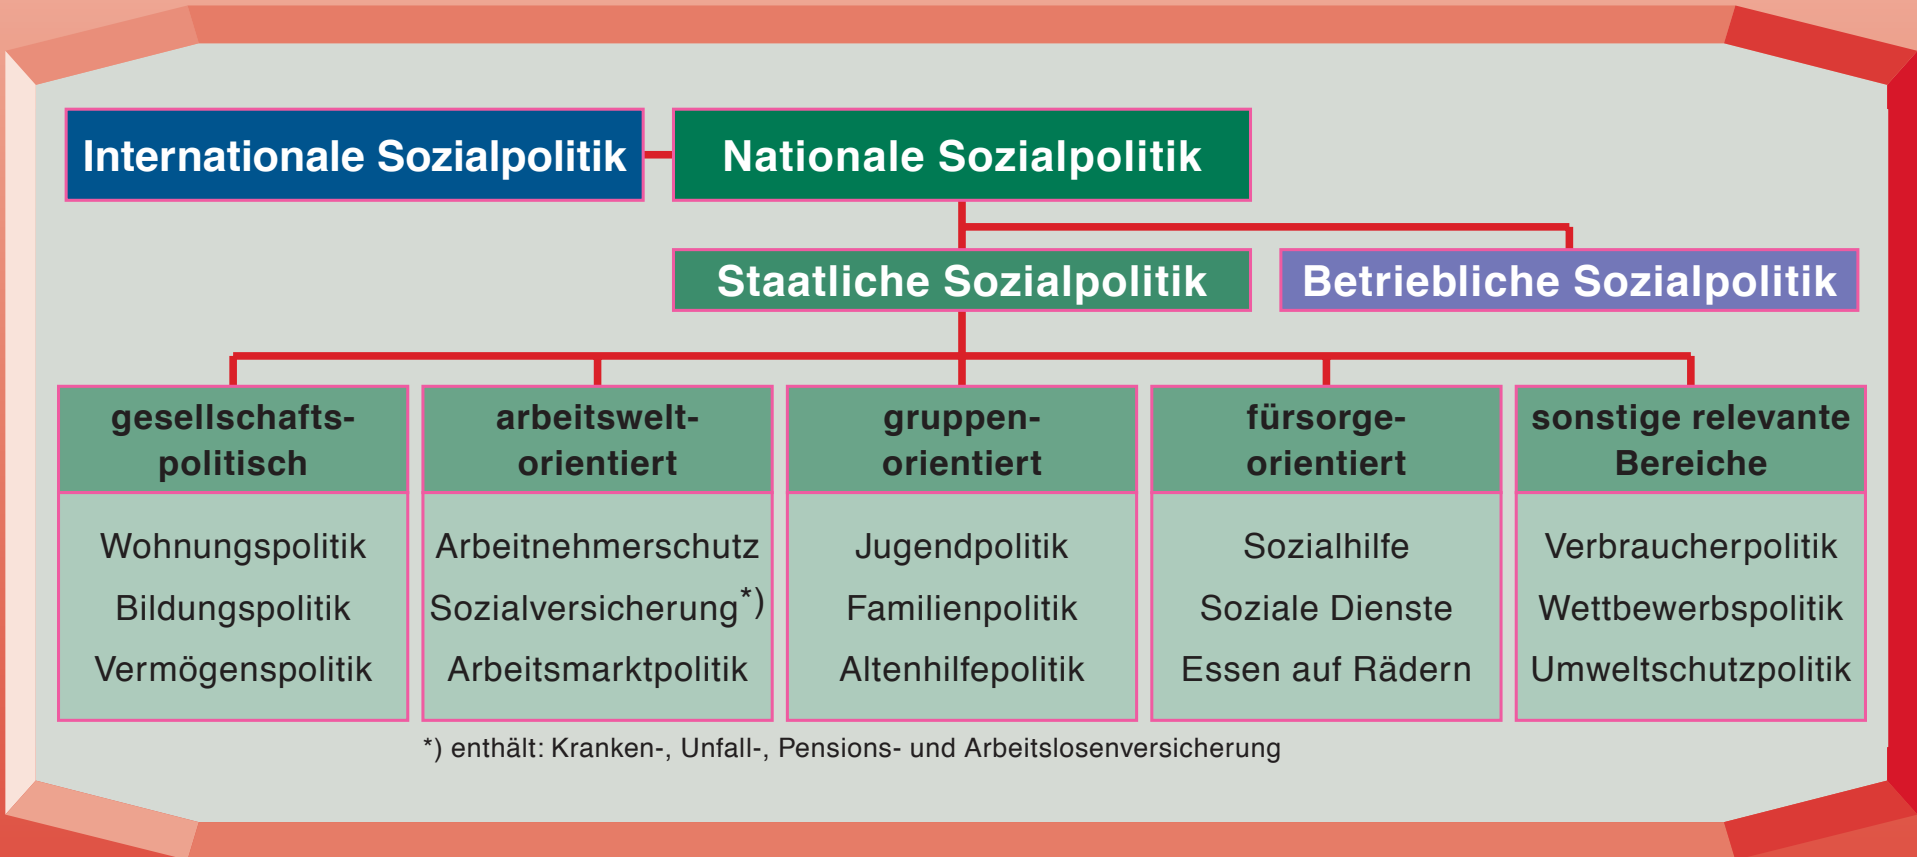 Internationale Sozialpolitik
Nationale Sozialpolitik
Staatliche Sozialpolitik
Betriebliche Sozialpolitik
gesellschafts-
politisch
Wohnungspolitik
Bildungspolitik
Vermögenspolitik
arbeitswelt-
orientiert
Arbeitnehmerschutz
Sozialversicherung*)
Arbeitsmarktpolitik
gruppen-
orientiert
Jugendpolitik
Familienpolitik
Altenhilfepolitik
fürsorge-
orientiert
Sozialhilfe
Soziale Dienste
Essen auf Rädern
sonstige relevante
Bereiche
Verbraucherpolitik
Wettbewerbspolitik
Umweltschutzpolitik
*) enthält: Kranken-, Unfall-, Pensions- und Arbeitslosenversicherung